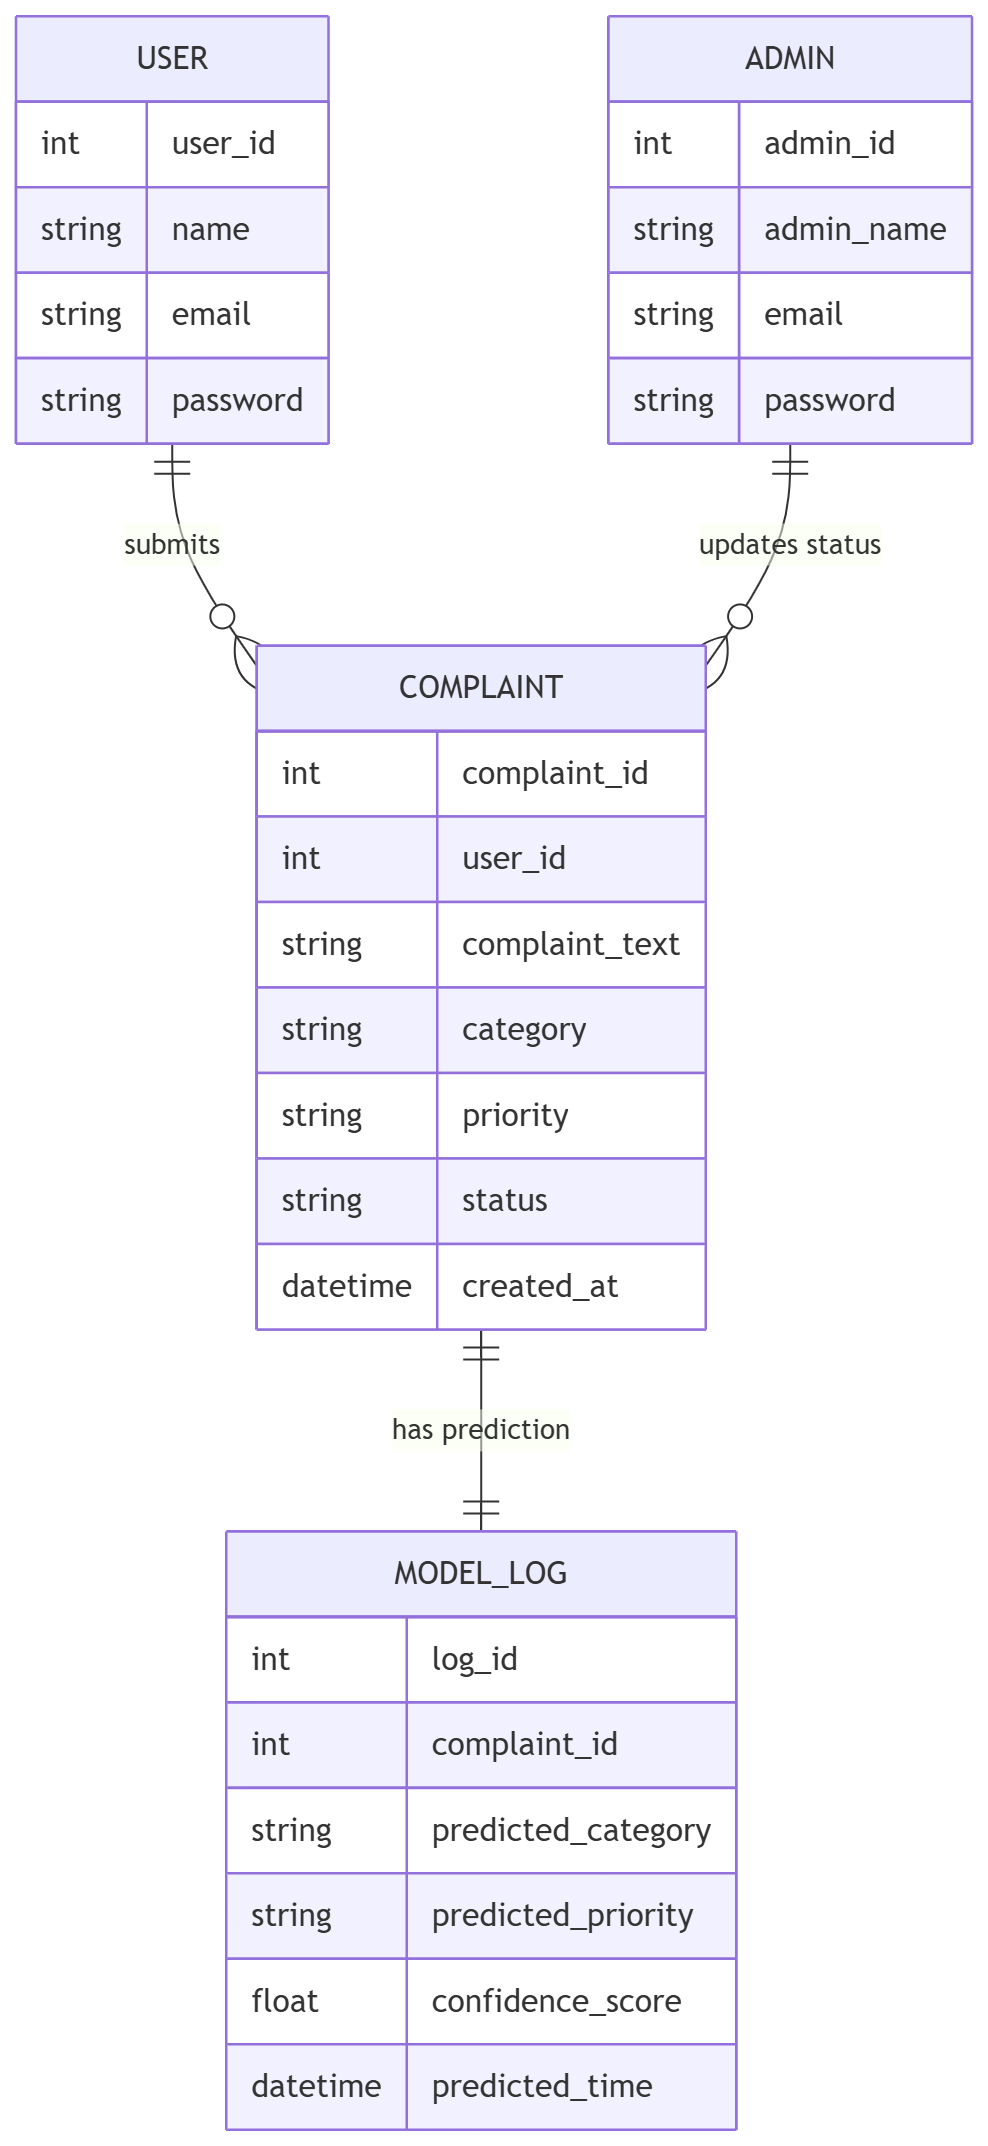 USER
int user_id
string name
string email
string password
ADMIN
int admin_id
string admin_name
string email
string password
submits
updates status
COMPLAINT
int complaint_id
int user_id
string complaint_text
string category
string priority
string status
datetime created_at
has prediction
MODEL_LOG
int log_id
int complaint_id
string predicted_category
string predicted_priority
float confidence_score
datetime predicted_time